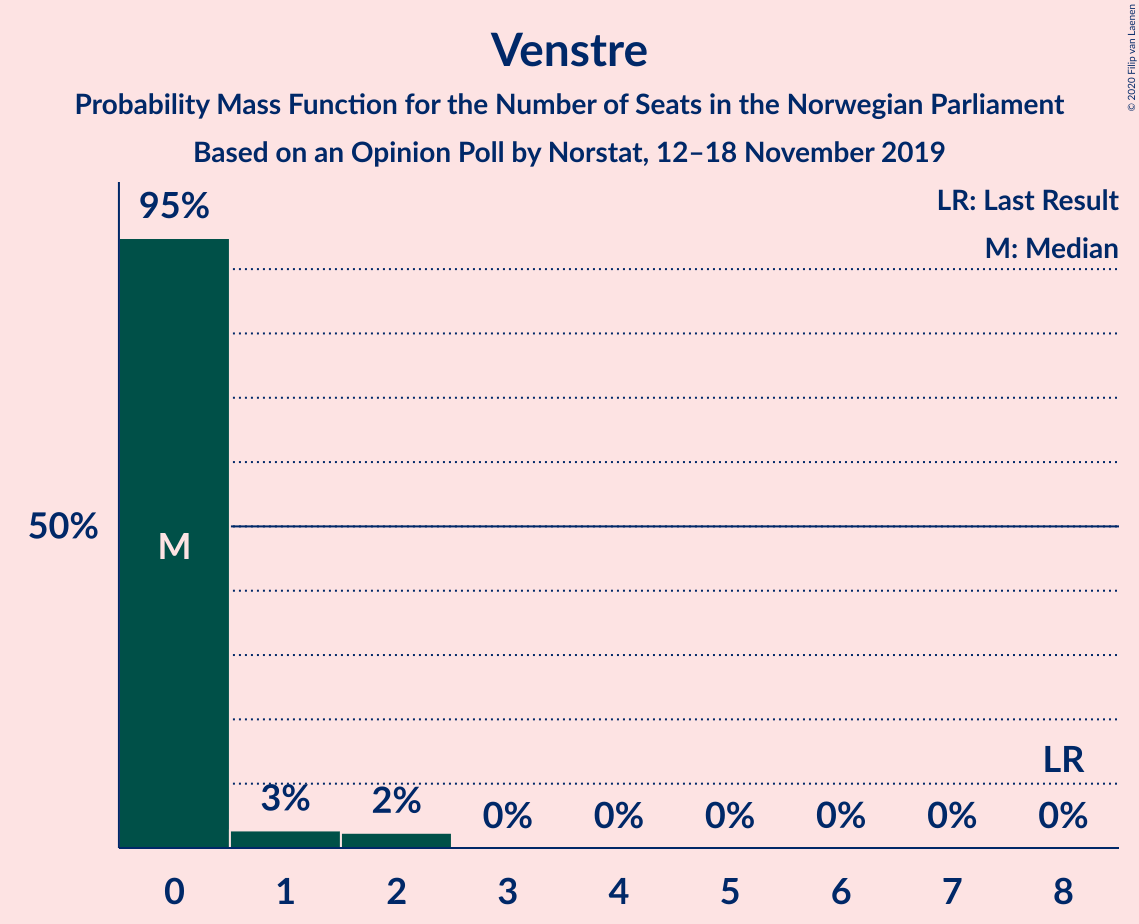 Venstre
Probability Mass Function for the Number of Seats in the Norwegian Parliament
Based on an Opinion Poll by Norstat, 12–18 November 2019
© 2020 Filip van Laenen
LR: Last Result
M: Median
95%
50%
M
LR
3%
2%
0%
0%
0%
0%
0%
0%
0
1
2
3
4
5
6
7
8